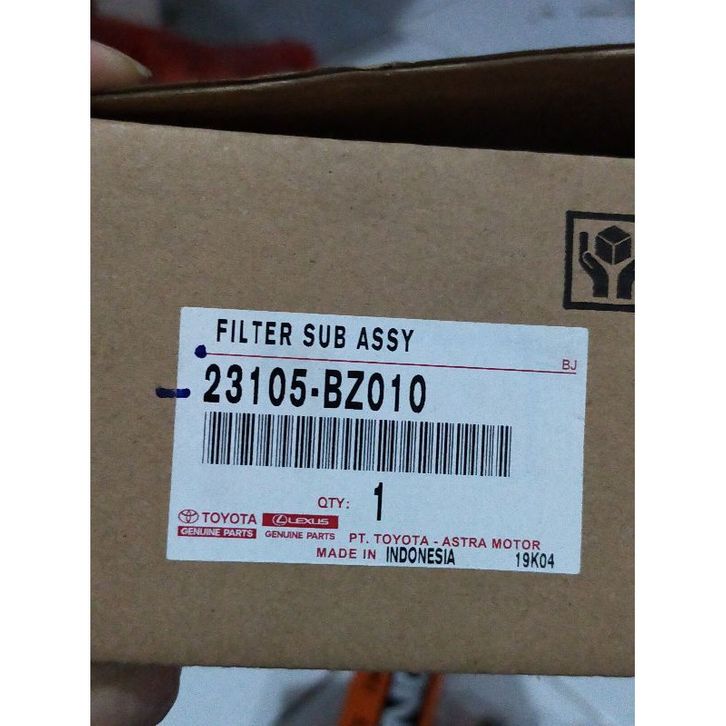 FILTER SUB ASSY
BJ
23105-BZ010
QTY: 1
TOYOTA LEXUS
GENUINE PARTS GENUINE PARTS PT. TOYOTA - ASTRA MOTOR
MADE IN INDONESIA 19K04